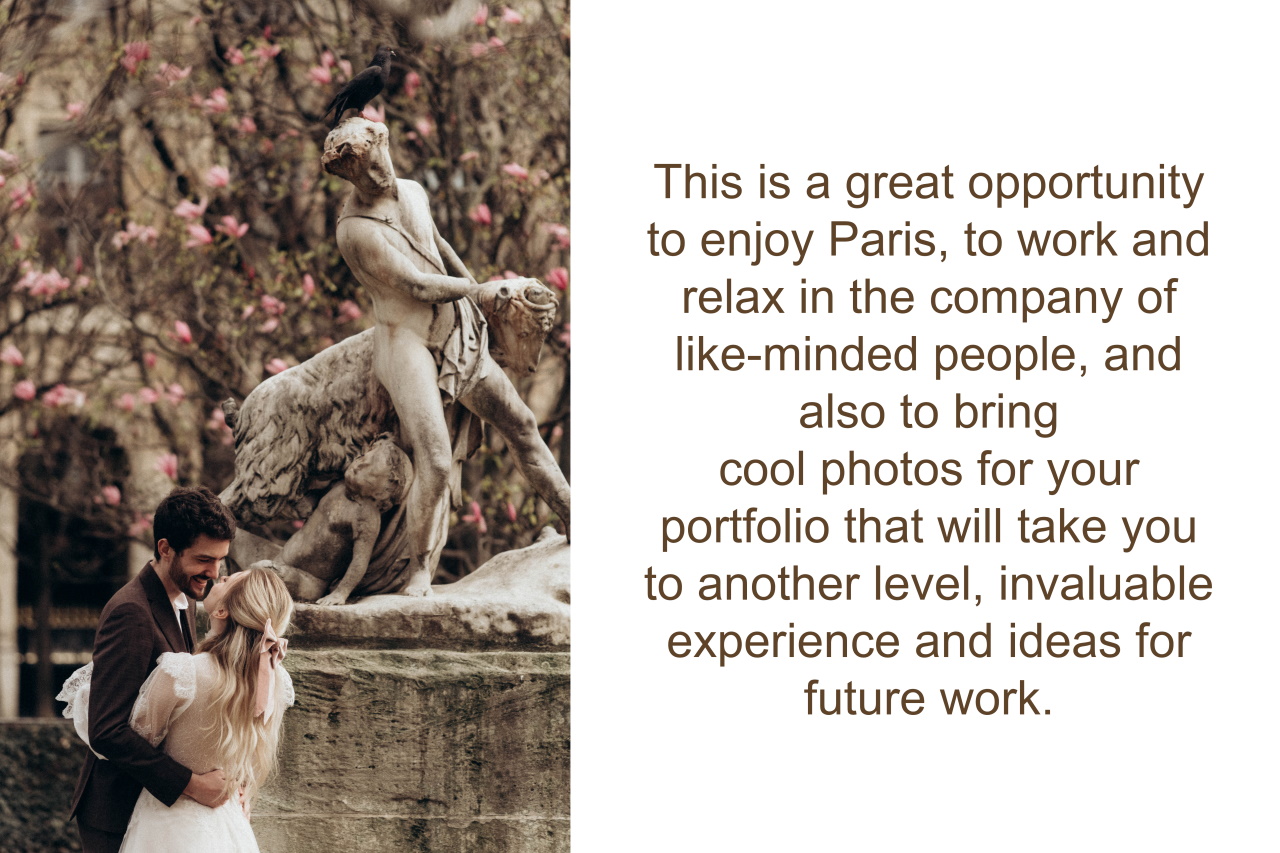 This is a great opportunity
to enjoy Paris, to work and
relax in the company of
like-minded people, and
also to bring
cool photos for your
portfolio that will take you
to another level, invaluable
experience and ideas for
future work.